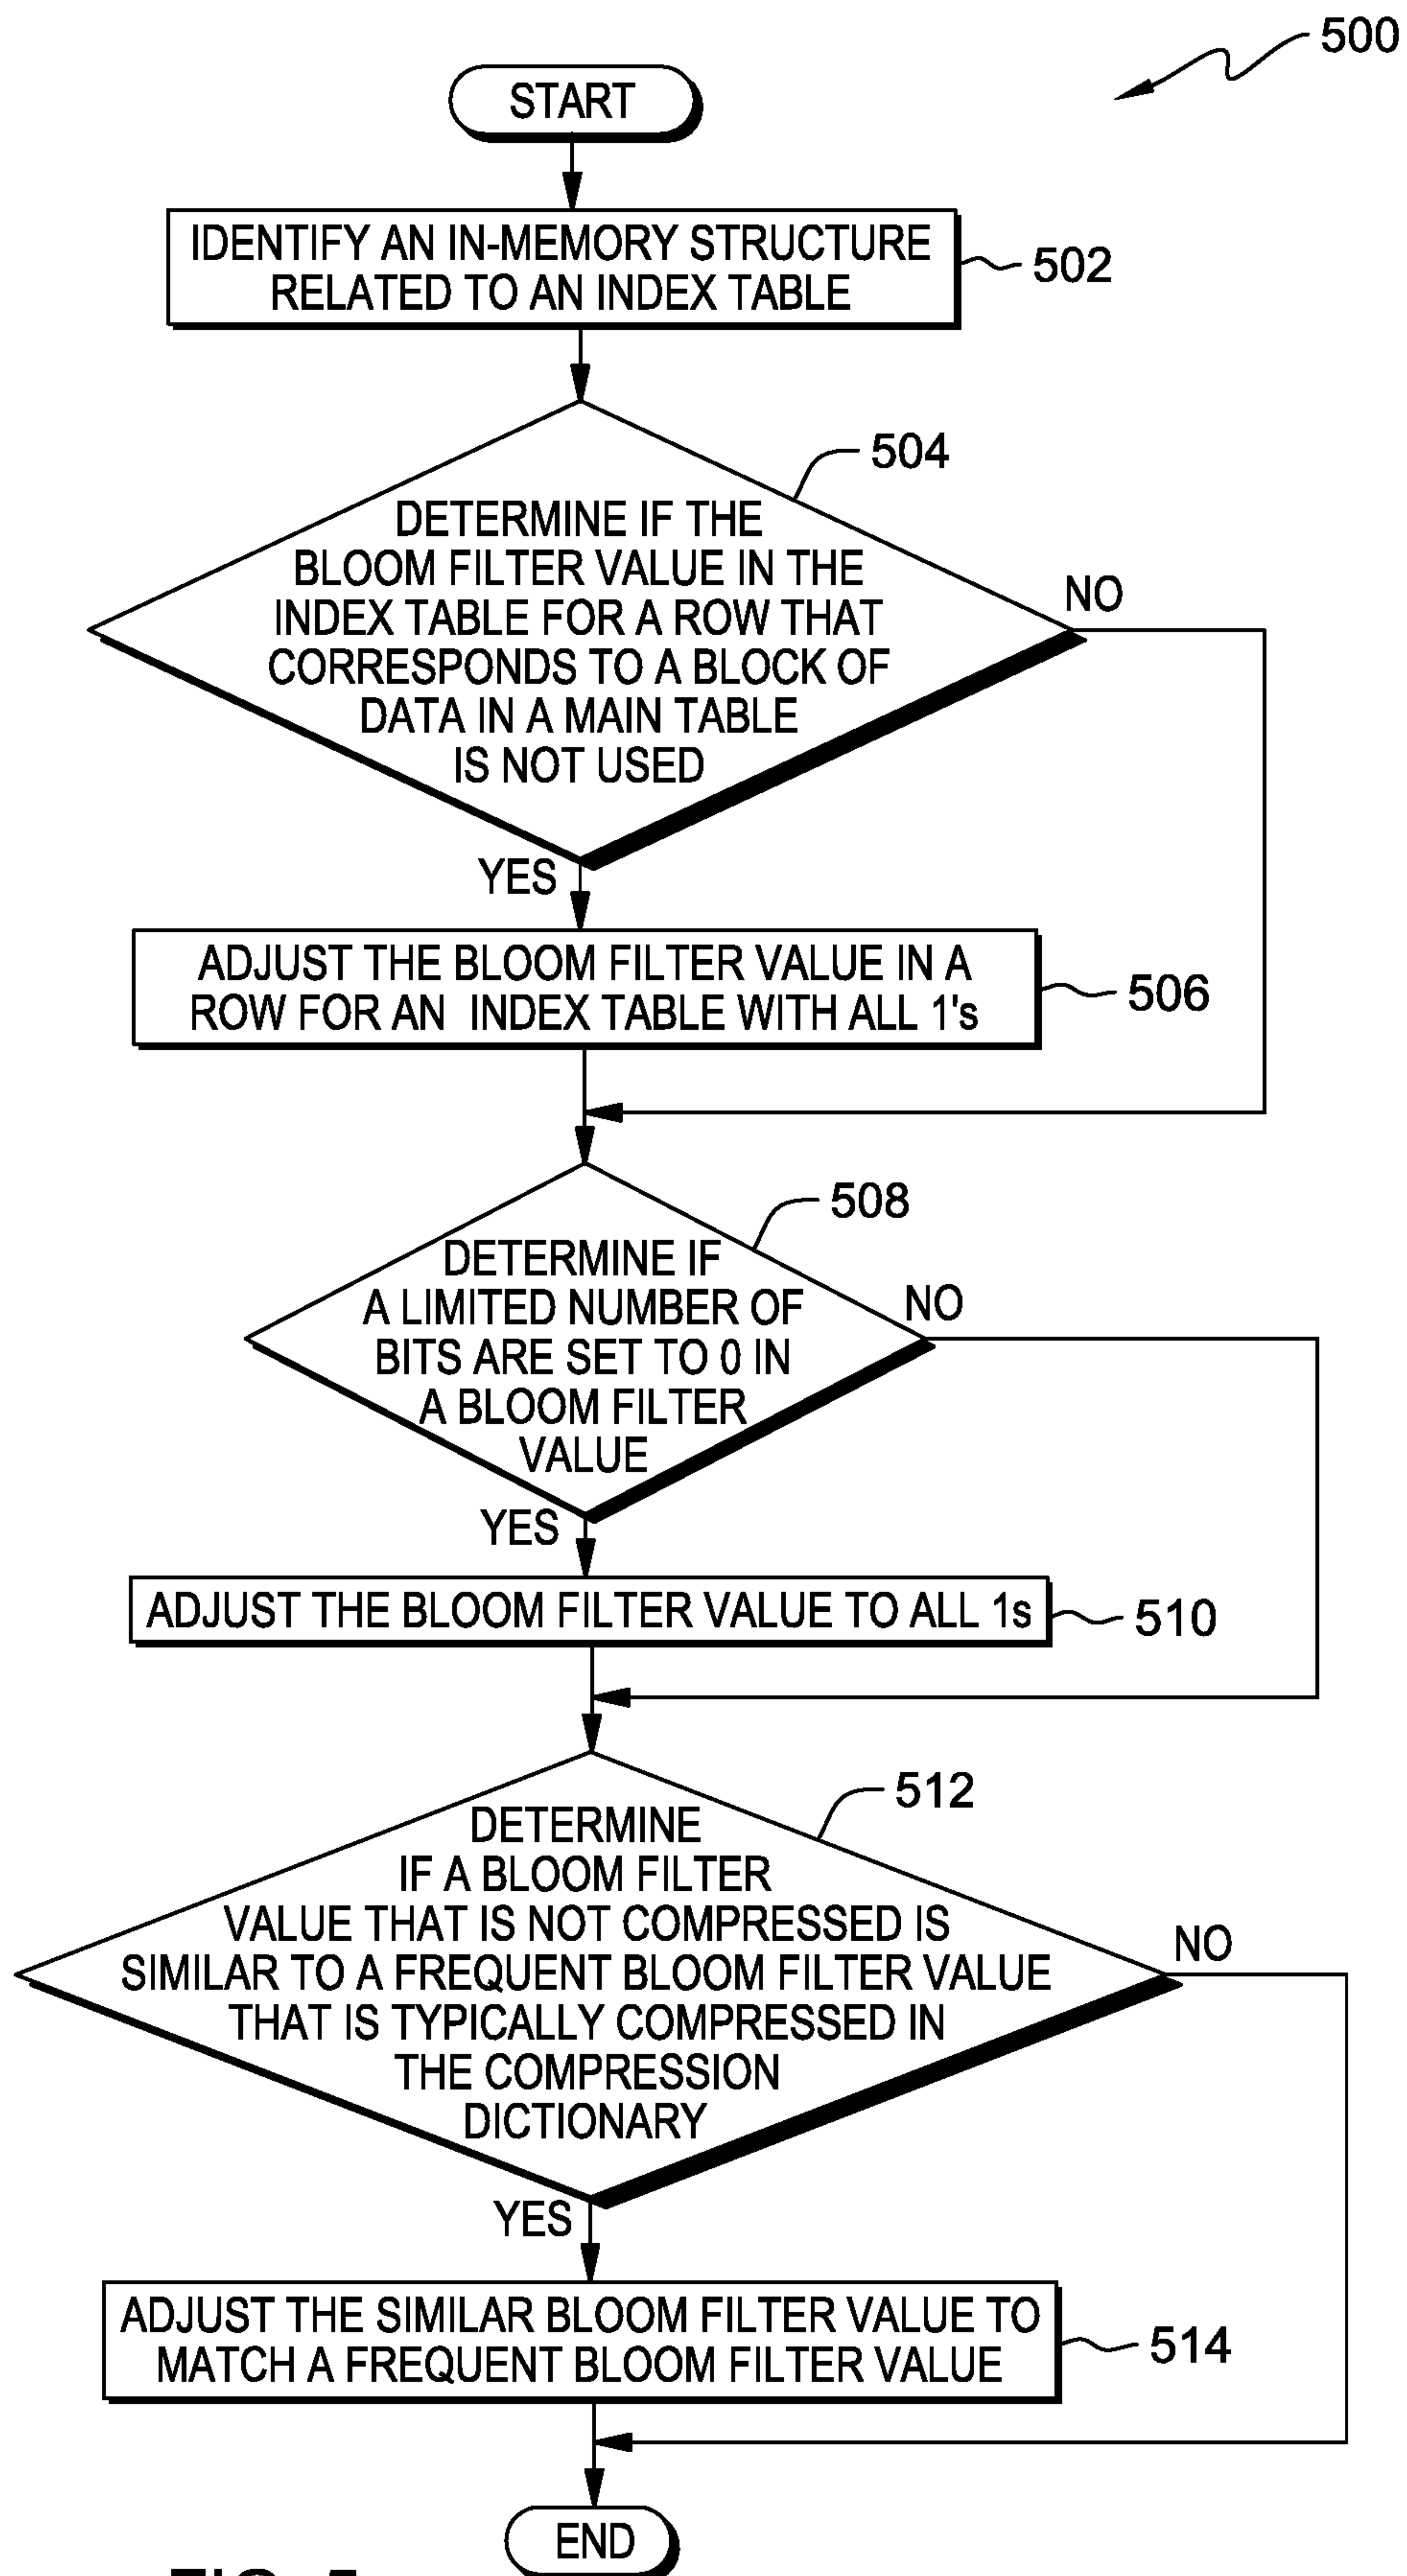 500
START
IDENTIFY AN IN-MEMORY STRUCTURE
RELATED TO AN INDEX TABLE
502
504
DETERMINE IF THE
BLOOM FILTER VALUE IN THE
INDEX TABLE FOR A ROW THAT
CORRESPONDS TO A BLOCK OF
DATA IN A MAIN TABLE
IS NOT USED
NO
YES
ADJUST THE BLOOM FILTER VALUE IN A
ROW FOR AN INDEX TABLE WITH ALL 1's
506
508
DETERMINE IF
A LIMITED NUMBER OF
BITS ARE SET TO 0 IN
A BLOOM FILTER
VALUE
NO
YES
ADJUST THE BLOOM FILTER VALUE TO ALL 1s
510
512
DETERMINE
IF A BLOOM FILTER
VALUE THAT IS NOT COMPRESSED IS
SIMILAR TO A FREQUENT BLOOM FILTER VALUE
THAT IS TYPICALLY COMPRESSED IN
THE COMPRESSION
DICTIONARY
NO
YES
ADJUST THE SIMILAR BLOOM FILTER VALUE TO
MATCH A FREQUENT BLOOM FILTER VALUE
514
END